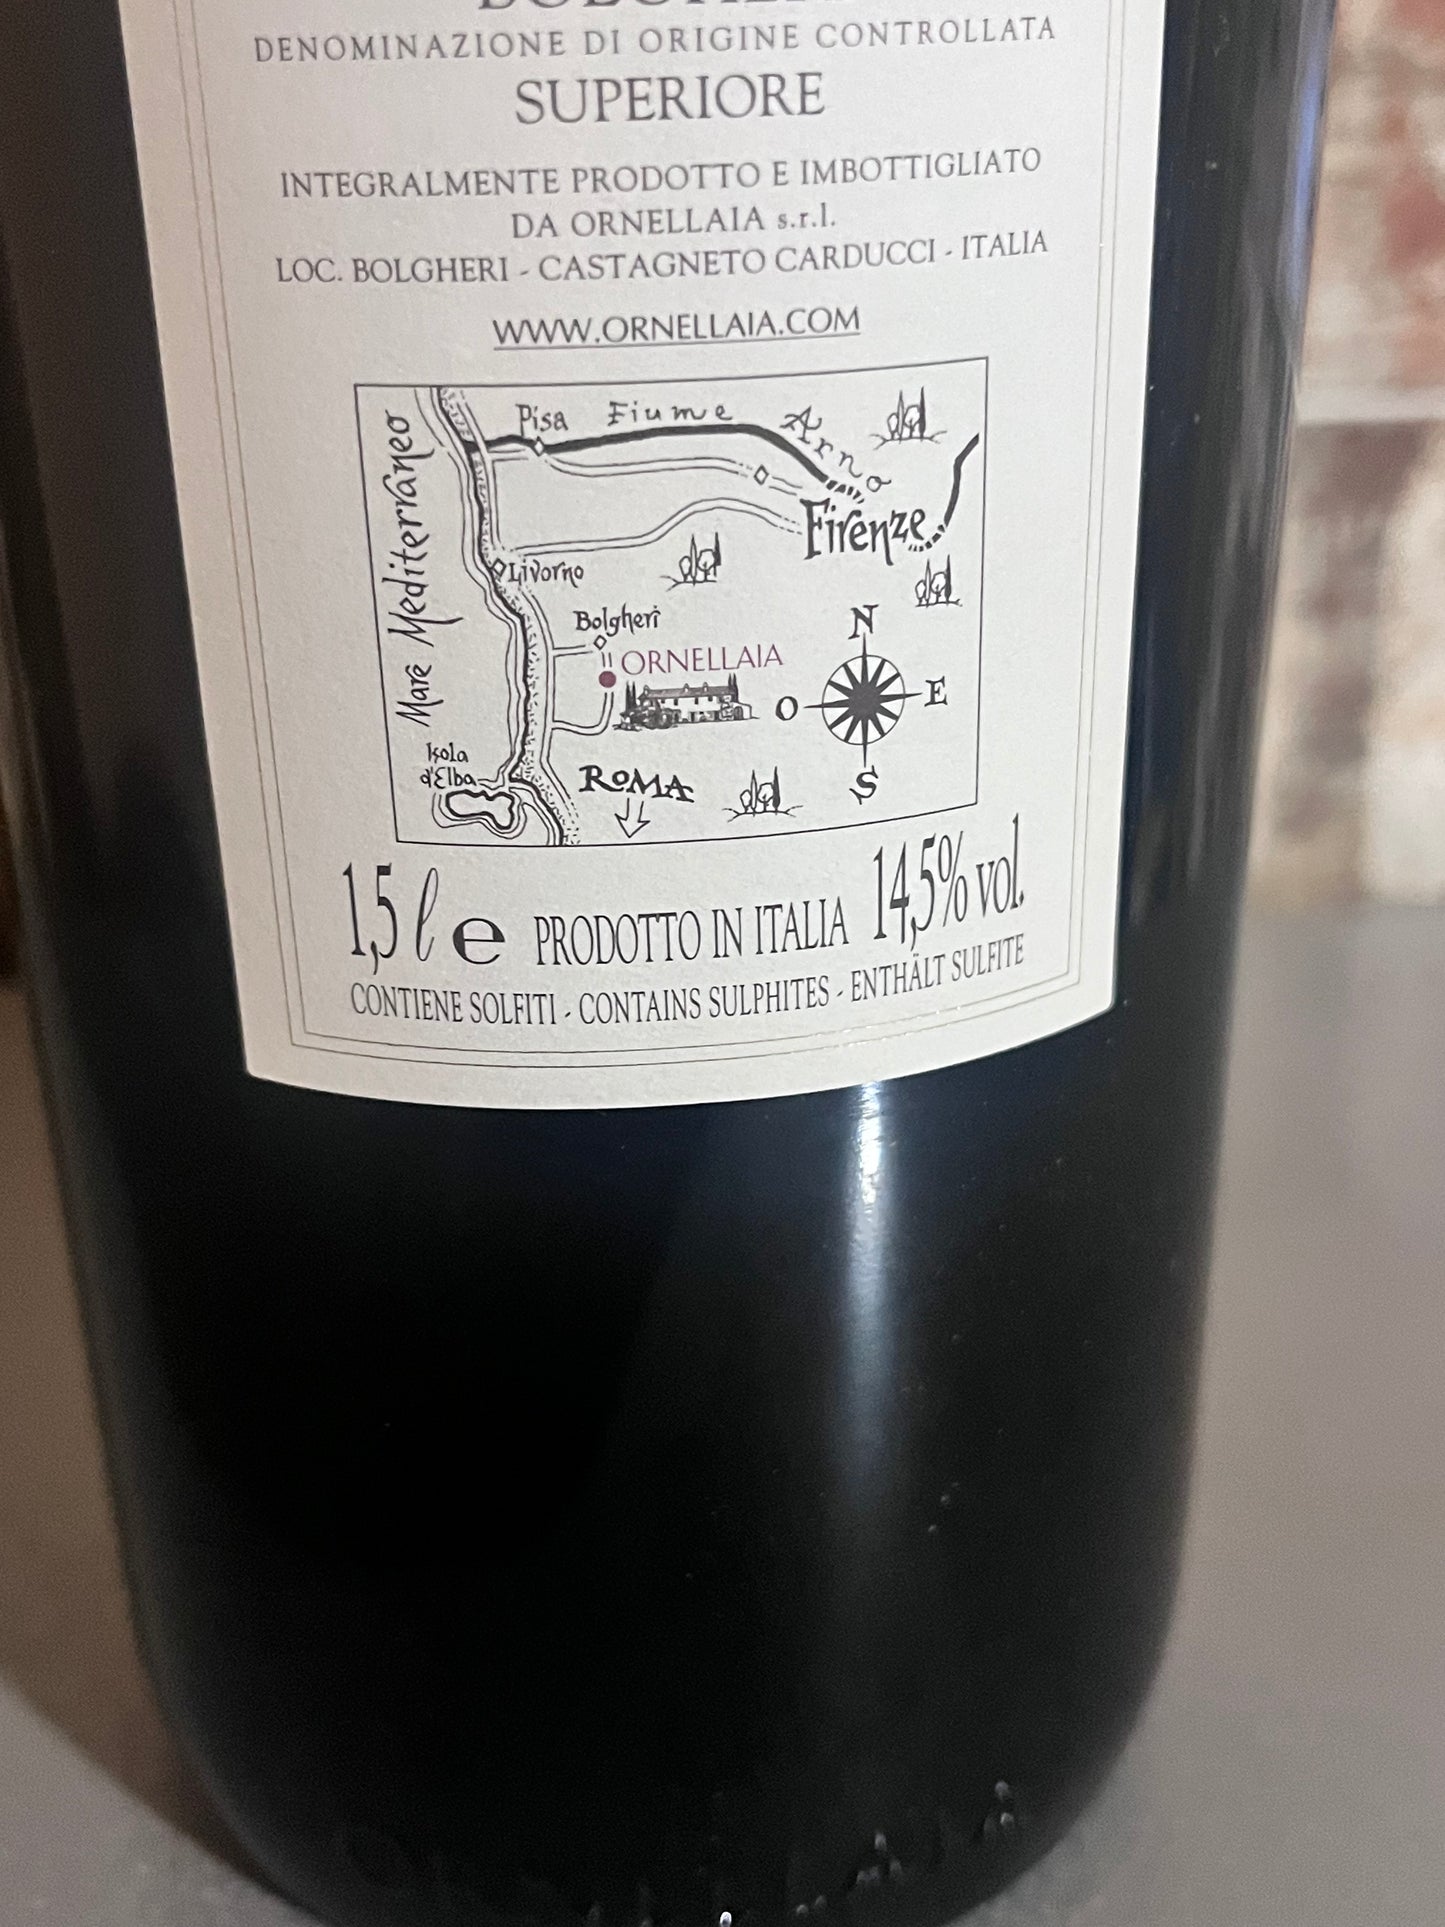 BOLGHERI
DENOMINAZIONE DI ORIGINE CONTROLLATA
SUPERIORE
INTEGRALMENTE PRODOTTO E IMBOTTIGLIATO
DA ORNELLAIA s.r.l.
LOC. BOLGHERI - CASTAGNETO CARDUCCI - ITALIA
WWW.ORNELLAIA.COM
Mare Mediterraneo
Pisa
Fiume Arno
Firenze
Livorno
Bolgheri
ORNELLAIA
N
O
E
S
Isola
d'Elba
ROMA
1,5 l e PRODOTTO IN ITALIA 14,5% vol.
CONTIENE SOLFITI - CONTAINS SULPHITES - ENTHÄLT SULFITE